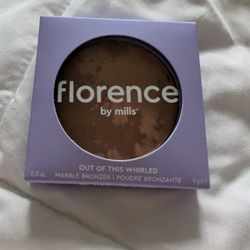 florence
by mills®
OUT OF THIS WHIRLED
MARBLE BRONZER | POUDRE BRONZANTE